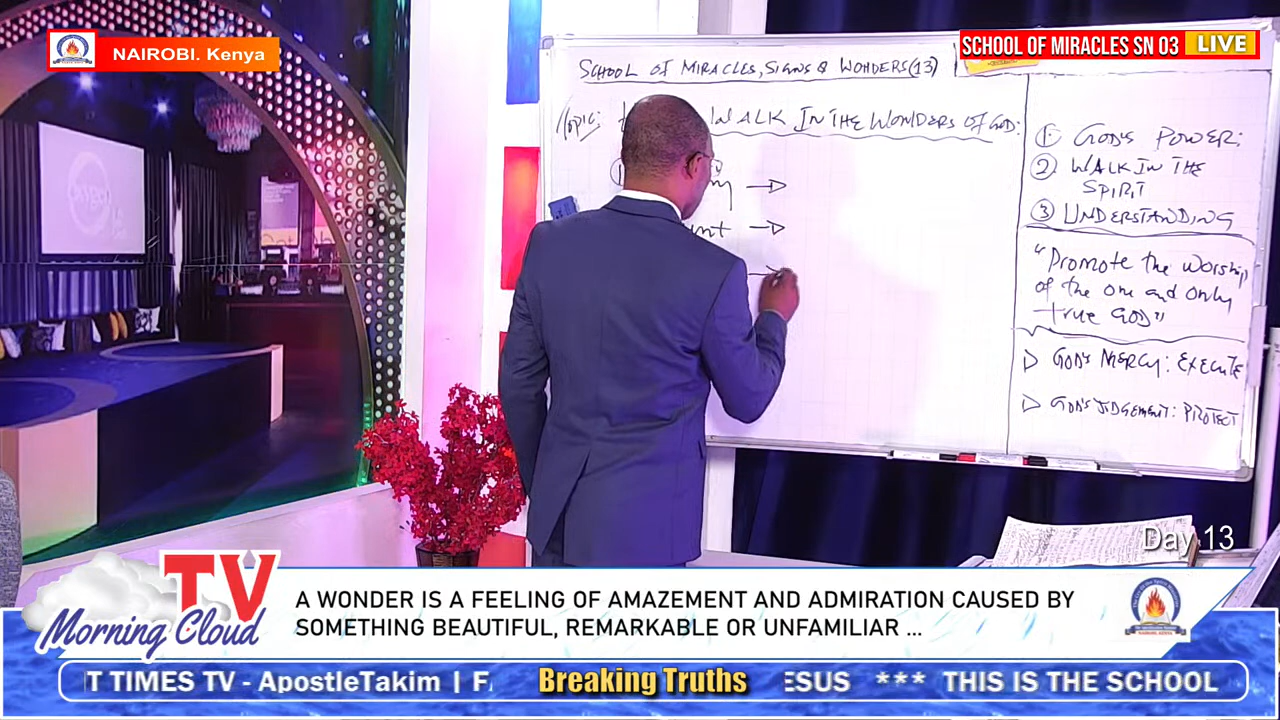 NAIROBI. Kenya
SCHOOL OF MIRACLES SN 03 LIVE
SCHOOL OF MIRACLES, SIGNS & WONDERS (13)
Topic: WALK IN THE WONDERS OF GOD:
① GOD'S POWER:
② WALK IN THE
SPIRIT
③ UNDERSTANDING
"Promote the worship
of the one and only
true GOD"
▷ GOD'S MERCY: EXECUTE
▷ GOD'S JUDGEMENT: PROTECT
Day 13
TV
Morning Cloud
A WONDER IS A FEELING OF AMAZEMENT AND ADMIRATION CAUSED BY
SOMETHING BEAUTIFUL, REMARKABLE OR UNFAMILIAR ...
IT TIMES TV - ApostleTakim | F Breaking Truths ESUS *** THIS IS THE SCHOOL